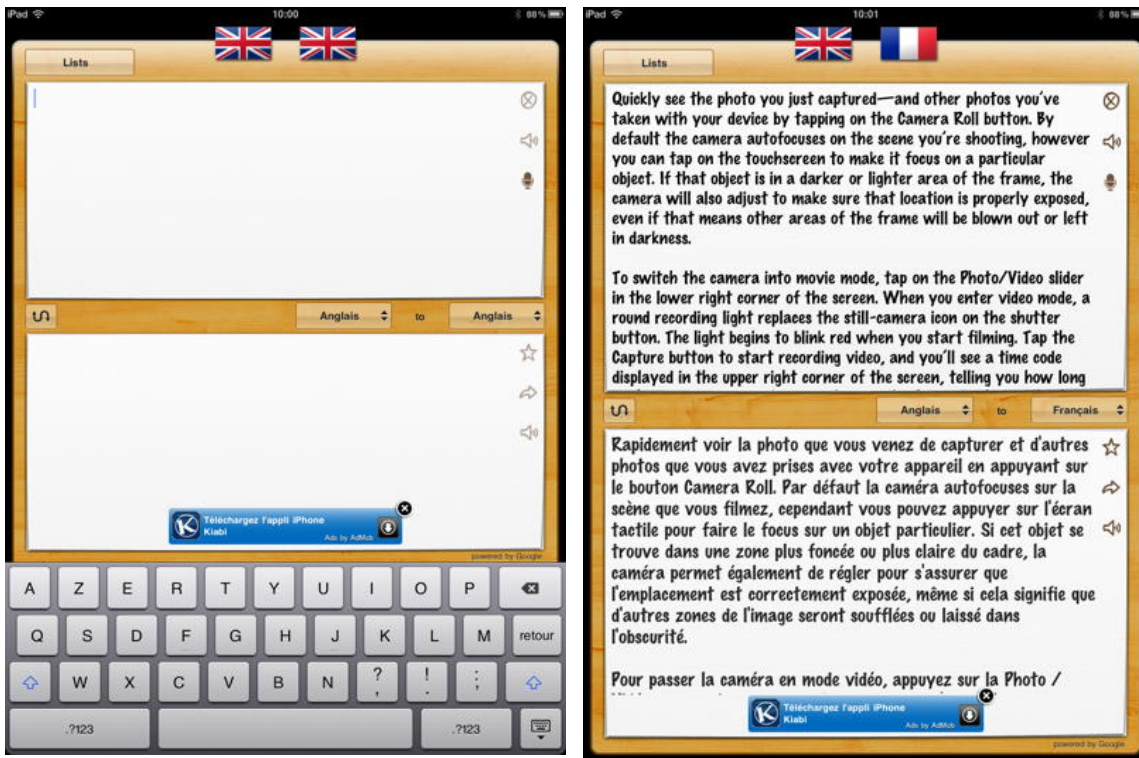 iPad
10:00
88%
Lists
Anglais
to
Anglais
Téléchargez l'appli iPhone
Kiabi
Ads by AdMob
powered by Google
A Z E R T Y U I O P
Q S D F G H J K L M retour
W X C V B N ? , ! . ; :
.?123 .?123
iPad
10:01
88%
Lists
Quickly see the photo you just captured—and other photos you've
taken with your device by tapping on the Camera Roll button. By
default the camera autofocuses on the scene you're shooting, however
you can tap on the touchscreen to make it focus on a particular
object. If that object is in a darker or lighter area of the frame, the
camera will also adjust to make sure that location is properly exposed,
even if that means other areas of the frame will be blown out or left
in darkness.
To switch the camera into movie mode, tap on the Photo/Video slider
in the lower right corner of the screen. When you enter video mode, a
round recording light replaces the still-camera icon on the shutter
button. The light begins to blink red when you start filming. Tap the
Capture button to start recording video, and you'll see a time code
displayed in the upper right corner of the screen, telling you how long
Anglais
to
Français
Rapidement voir la photo que vous venez de capturer et d'autres
photos que vous avez prises avec votre appareil en appuyant sur
le bouton Camera Roll. Par défaut la caméra autofocuses sur la
scène que vous filmez, cependant vous pouvez appuyer sur l'écran
tactile pour faire le focus sur un objet particulier. Si cet objet se
trouve dans une zone plus foncée ou plus claire du cadre, la
caméra permet également de régler pour s'assurer que
l'emplacement est correctement exposée, même si cela signifie que
d'autres zones de l'image seront soufflées ou laissé dans
l'obscurité.
Pour passer la caméra en mode vidéo, appuyez sur la Photo /
Téléchargez l'appli iPhone
Kiabi
Ads by AdMob
powered by Google